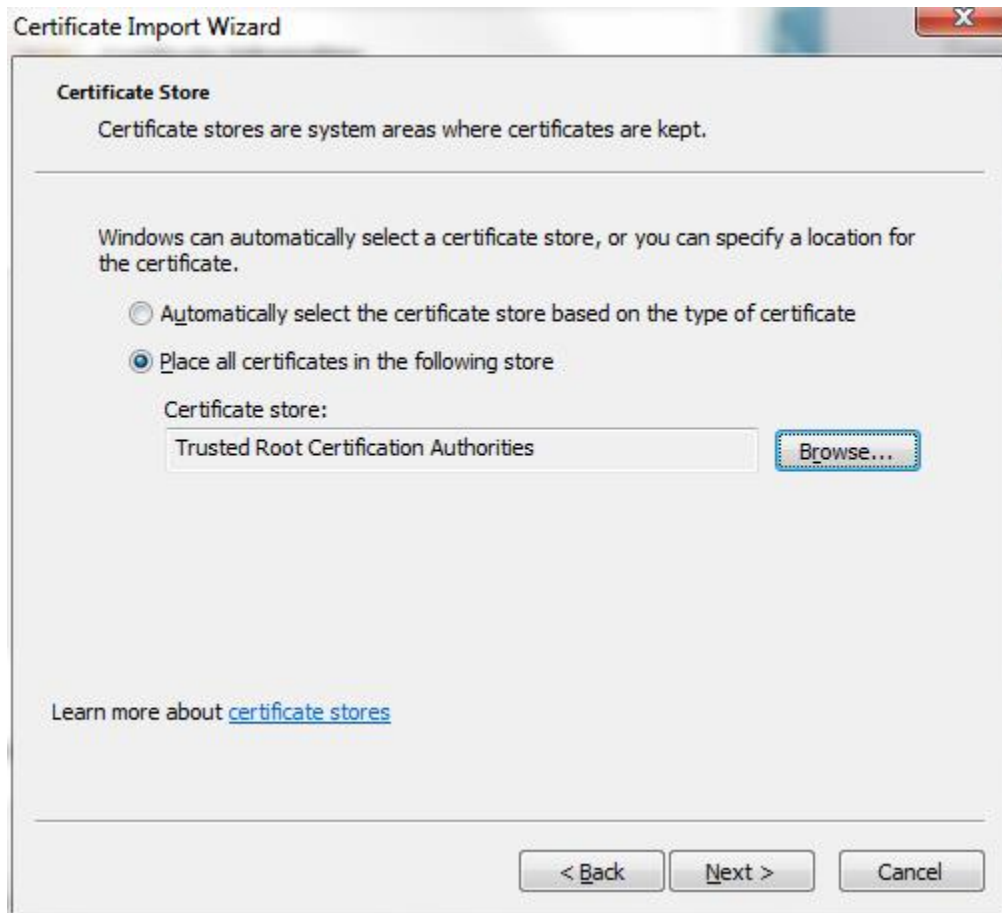 Certificate Import Wizard
Certificate Store
Certificate stores are system areas where certificates are kept.
Windows can automatically select a certificate store, or you can specify a location for
the certificate.
Automatically select the certificate store based on the type of certificate
Place all certificates in the following store
Certificate store:
Trusted Root Certification Authorities
Browse...
Learn more about certificate stores
< Back
Next >
Cancel